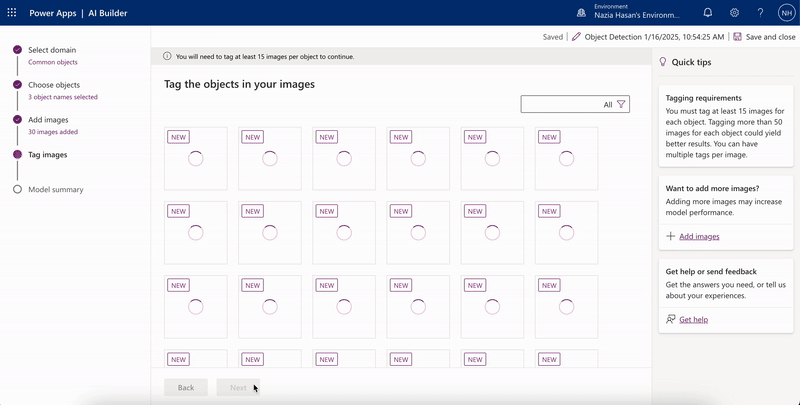 Power Apps | AI Builder
Environment
Nazia Hasan's Environm...
?
NH
Saved
Object Detection 1/16/2025, 10:54:25 AM
Save and close
Select domain
Common objects
Choose objects
3 object names selected
Add images
30 images added
Tag images
Model summary
You will need to tag at least 15 images per object to continue.
Tag the objects in your images
All
NEW NEW NEW NEW NEW NEW
NEW NEW NEW NEW NEW NEW
NEW NEW NEW NEW NEW NEW
NEW NEW NEW NEW NEW NEW
Back
Next
Quick tips
Tagging requirements
You must tag at least 15 images for
each object. Tagging more than 50
images for each object could yield
better results. You can have
multiple tags per image.
Want to add more images?
Adding more images may increase
model performance.
Add images
Get help or send feedback
Get the answers you need, or tell us
about your experiences.
Get help